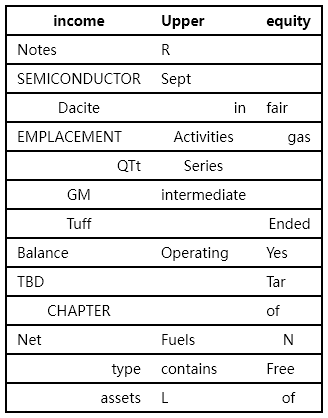 income Upper equity
Notes R
SEMICONDUCTOR Sept
Dacite in fair
EMPLACEMENT Activities gas
QTt Series
GM intermediate
Tuff Ended
Balance Operating Yes
TBD Tar
CHAPTER of
Net Fuels N
type contains Free
assets L of